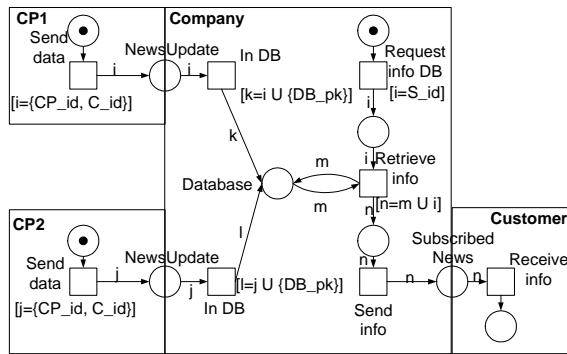 CP1
Company
Send
data
NewsUpdate
i
i
In DB
Request
info DB
[i={CP_id, C_id}]
[k=i U {DB_pk}]
[i=S_id]
i
k
Database
m
m
i
Retrieve
info
[n=m U i]
n
l
CP2
Customer
Send
data
NewsUpdate
j
j
In DB
[l=j U {DB_pk}]
[j={CP_id, C_id}]
n
Send
info
n
Subscribed
News
n
Receive
info